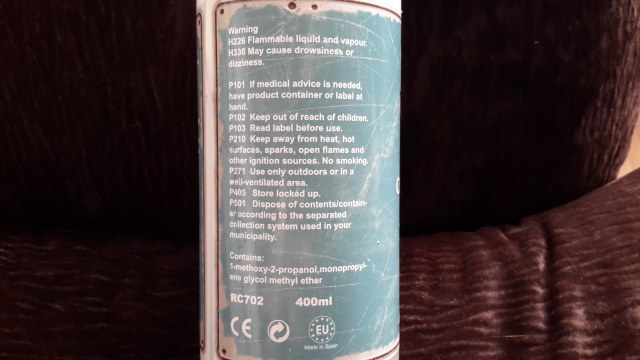 Warning
H226 Flammable liquid and vapour.
H336 May cause drowsiness or
dizziness.
P101 If medical advice is needed,
have product container or label at
hand.
P102 Keep out of reach of children.
P103 Read label before use.
P210 Keep away from heat, hot
surfaces, sparks, open flames and
other ignition sources. No smoking.
P271 Use only outdoors or in a
well-ventilated area.
P405 Store locked up.
P501 Dispose of contents/contain-
er according to the separated
collection system used in your
municipality.
Contains:
1-methoxy-2-propanol,monopropyl-
ene glycol methyl ether
RC702 400ml
CE EU
Made in Spain